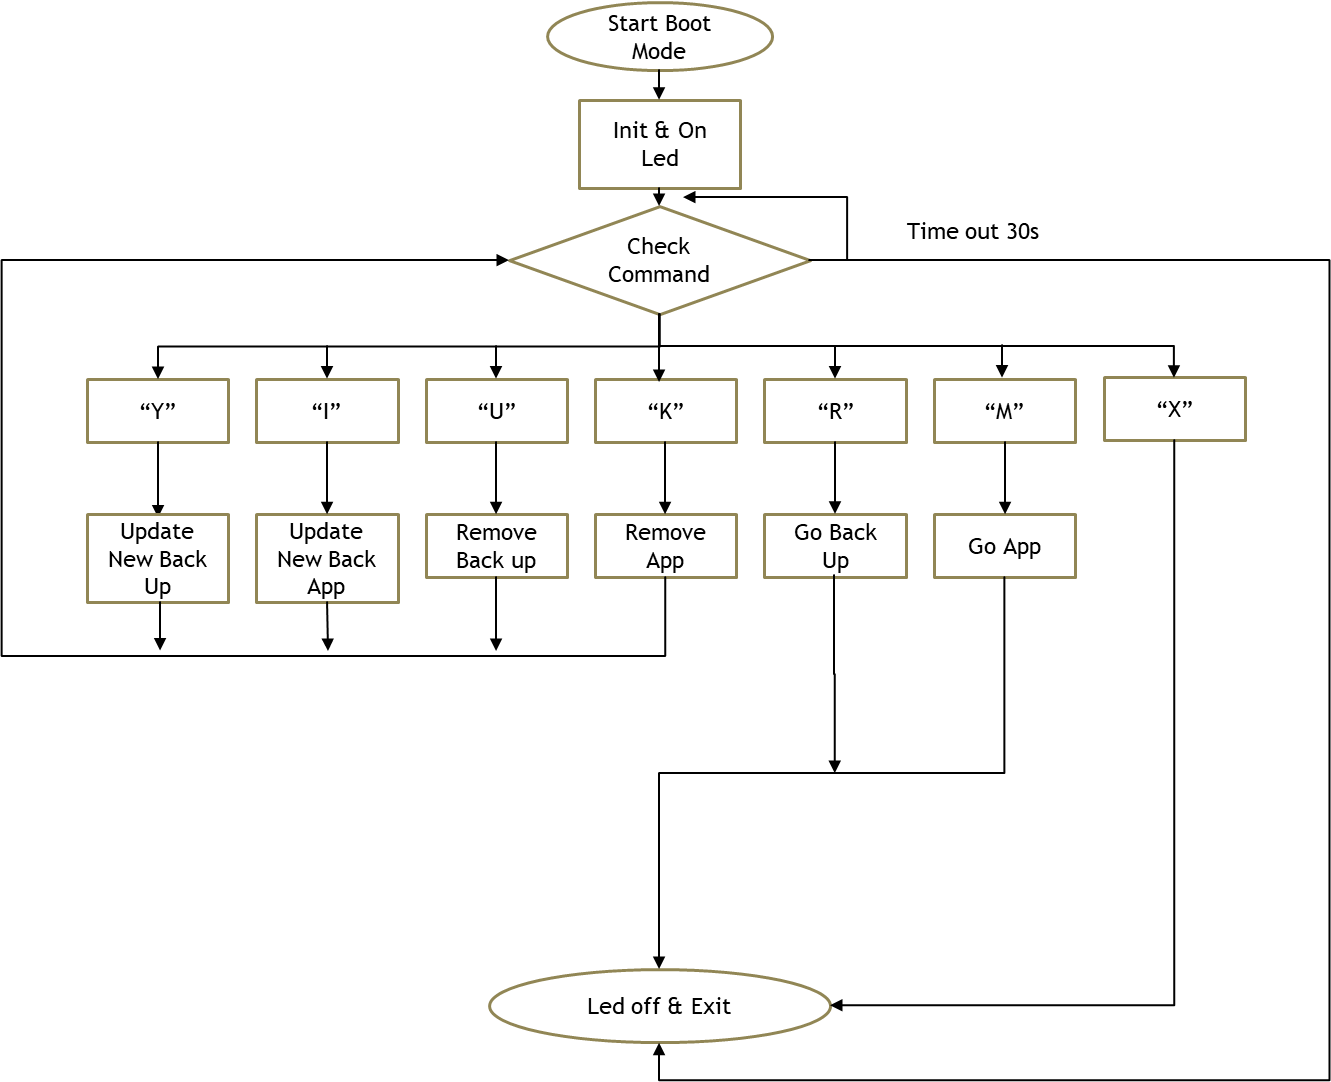 Start Boot
Mode
Init & On
Led
Time out 30s
Check
Command
“Y”
“I”
“U”
“K”
“R”
“M”
“X”
Update
New Back
Up
Update
New Back
App
Remove
Back up
Remove
App
Go Back
Up
Go App
Led off & Exit